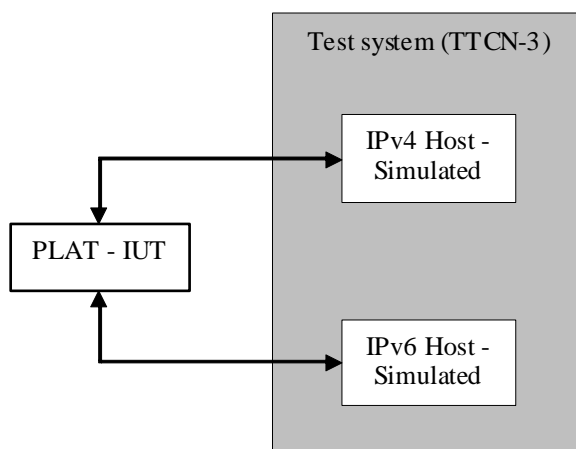 Test system (TTCN-3)
IPv4 Host -
Simulated
PLAT - IUT
IPv6 Host -
Simulated